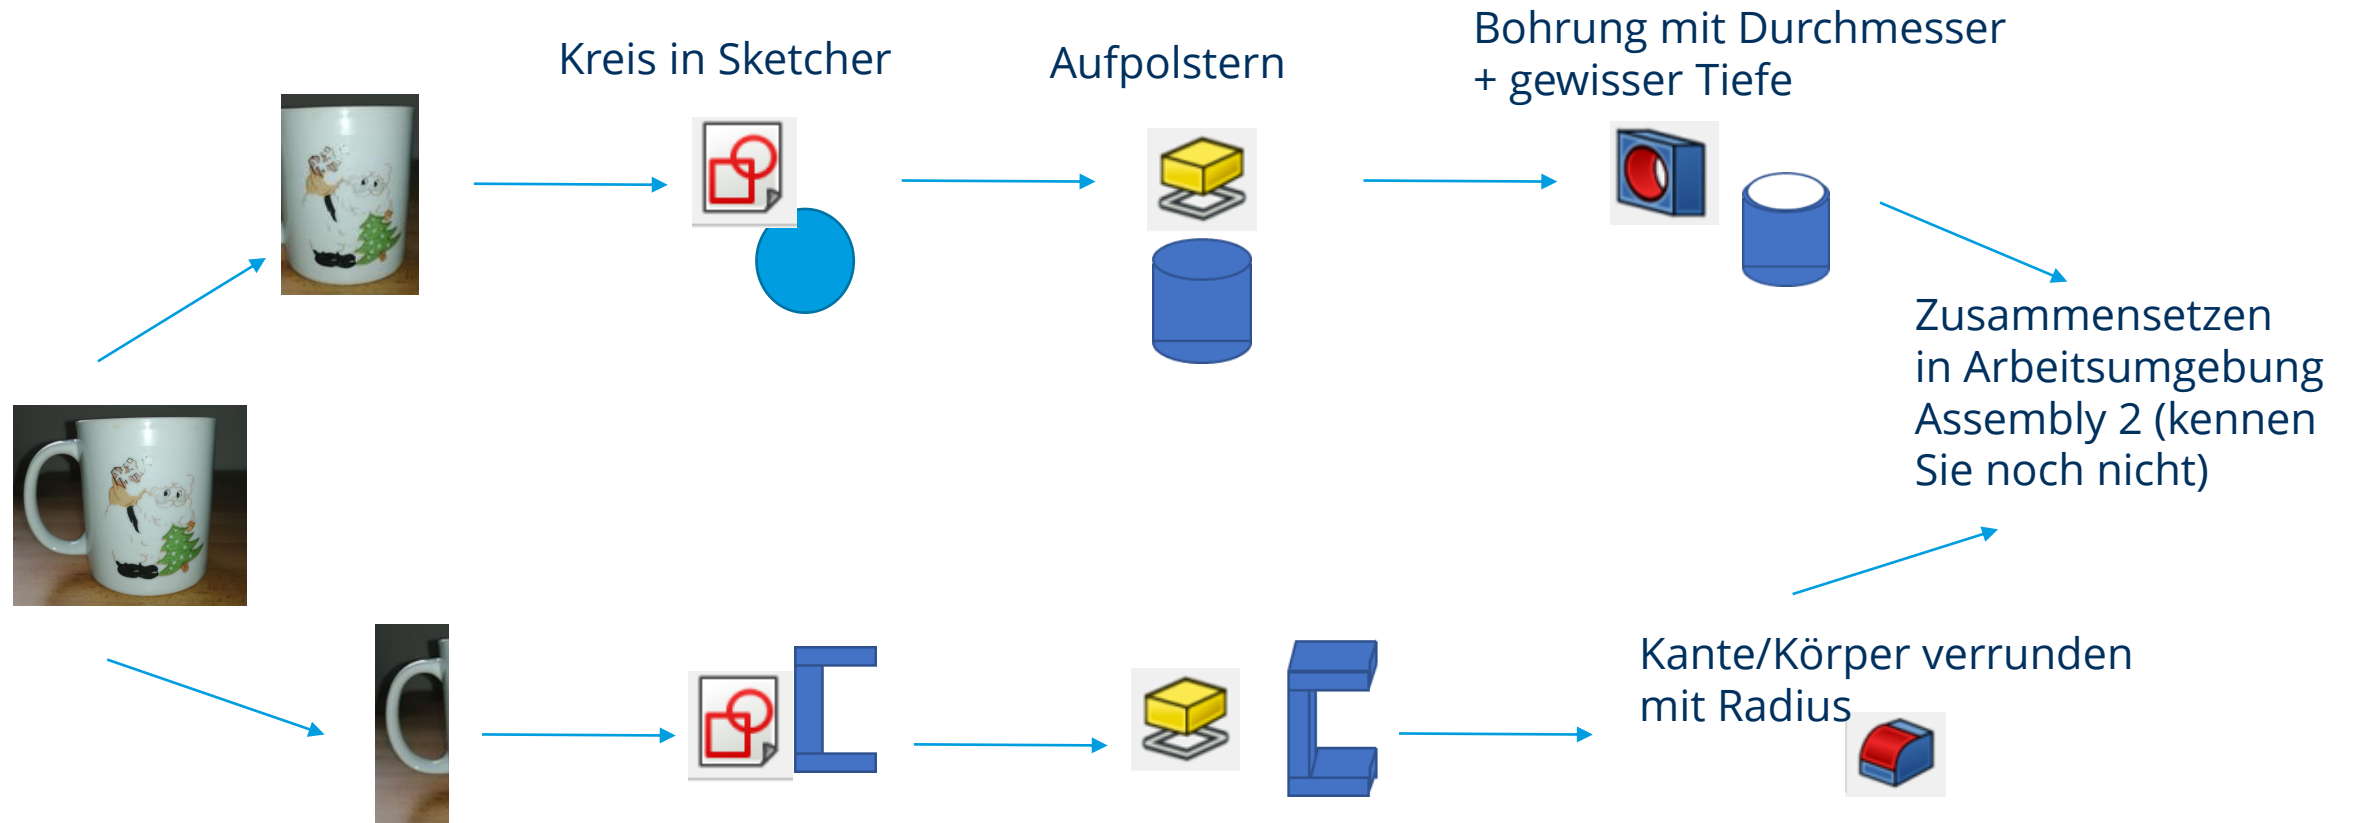 Kreis in Sketcher
Aufpolstern
Bohrung mit Durchmesser
+ gewisser Tiefe
Zusammensetzen
in Arbeitsumgebung
Assembly 2 (kennen
Sie noch nicht)
Kante/Körper verrunden
mit Radius